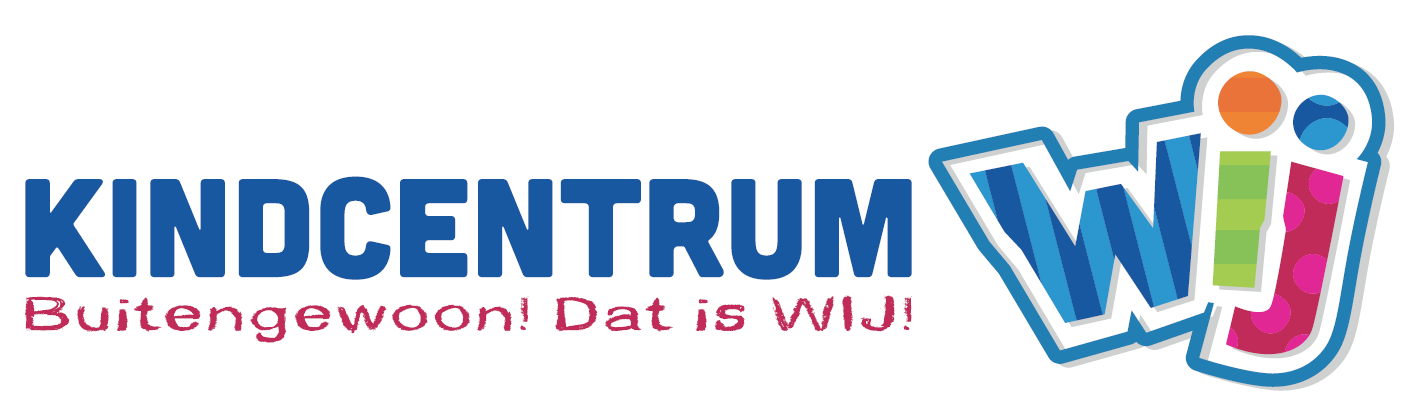 KINDCENTRUM
Buitengewoon! Dat is WIJ!
wij